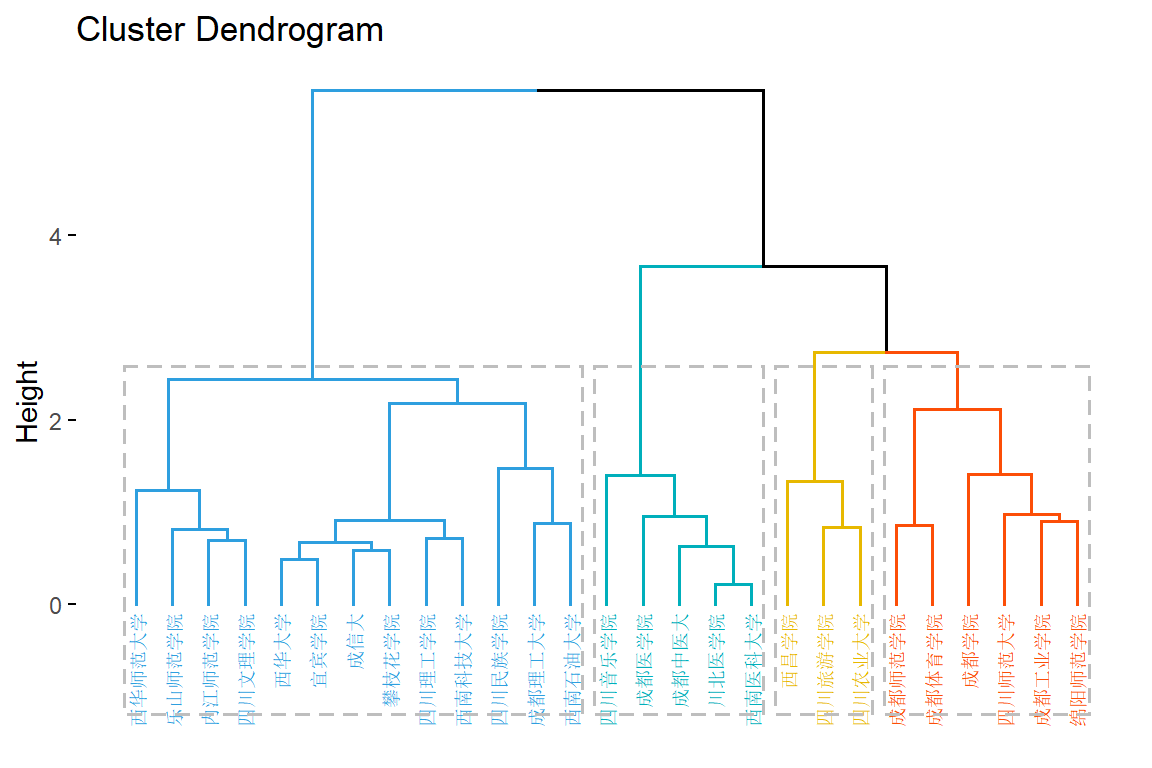 Cluster Dendrogram
Height
4
2
0
西华师范大学
乐山师范学院
内江师范学院
四川文理学院
西华大学
宜宾学院
成信大
攀枝花学院
四川理工学院
西南科技大学
四川民族学院
成都理工大学
西南石油大学
四川音乐学院
成都医学院
成都中医大
川北医学院
西南医科大学
西昌学院
四川旅游学院
四川农业大学
成都师范学院
成都体育学院
成都学院
四川师范大学
成都工业学院
绵阳师范学院